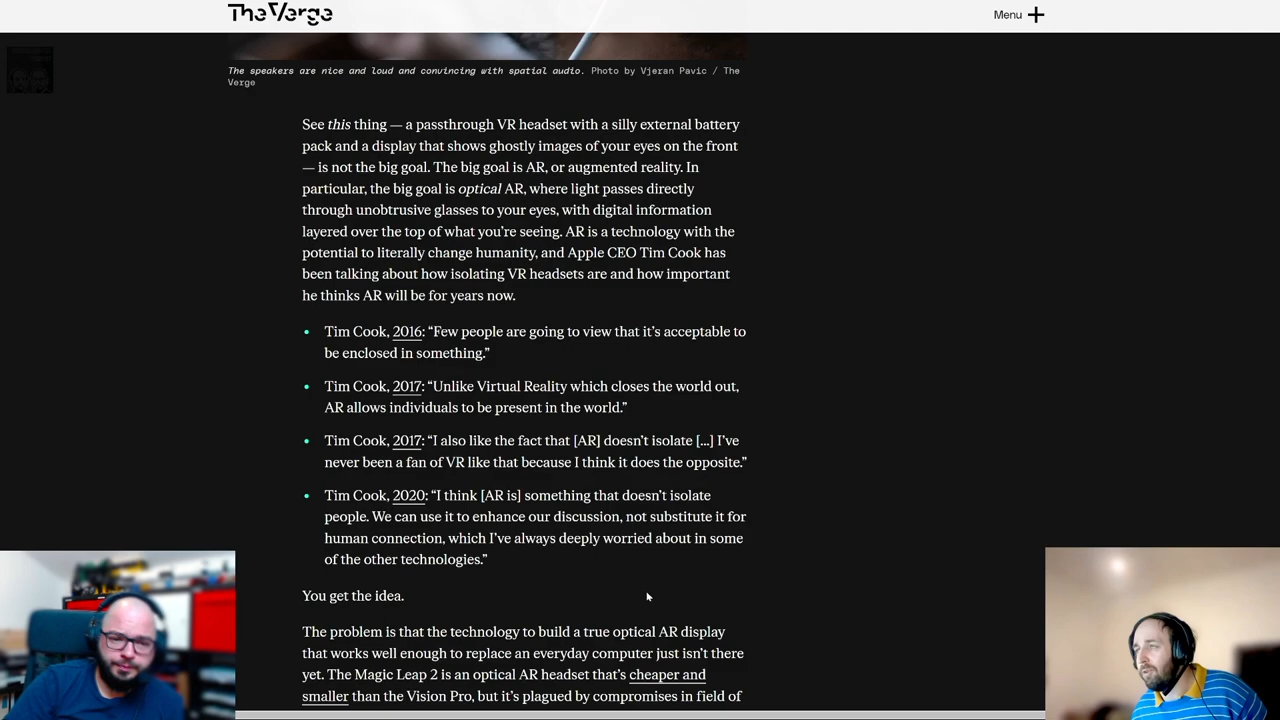 The Verge
Menu
The speakers are nice and loud and convincing with spatial audio. Photo by Vjeran Pavic / The
Verge
See this thing — a passthrough VR headset with a silly external battery
pack and a display that shows ghostly images of your eyes on the front
— is not the big goal. The big goal is AR, or augmented reality. In
particular, the big goal is optical AR, where light passes directly
through unobtrusive glasses to your eyes, with digital information
layered over the top of what you’re seeing. AR is a technology with the
potential to literally change humanity, and Apple CEO Tim Cook has
been talking about how isolating VR headsets are and how important
he thinks AR will be for years now.
• Tim Cook, 2016: “Few people are going to view that it’s acceptable to
be enclosed in something.”
• Tim Cook, 2017: “Unlike Virtual Reality which closes the world out,
AR allows individuals to be present in the world.”
• Tim Cook, 2017: “I also like the fact that [AR] doesn’t isolate [...] I’ve
never been a fan of VR like that because I think it does the opposite.”
• Tim Cook, 2020: “I think [AR is] something that doesn’t isolate
people. We can use it to enhance our discussion, not substitute it for
human connection, which I’ve always deeply worried about in some
of the other technologies.”
You get the idea.
The problem is that the technology to build a true optical AR display
that works well enough to replace an everyday computer just isn’t there
yet. The Magic Leap 2 is an optical AR headset that’s cheaper and
smaller than the Vision Pro, but it’s plagued by compromises in field of